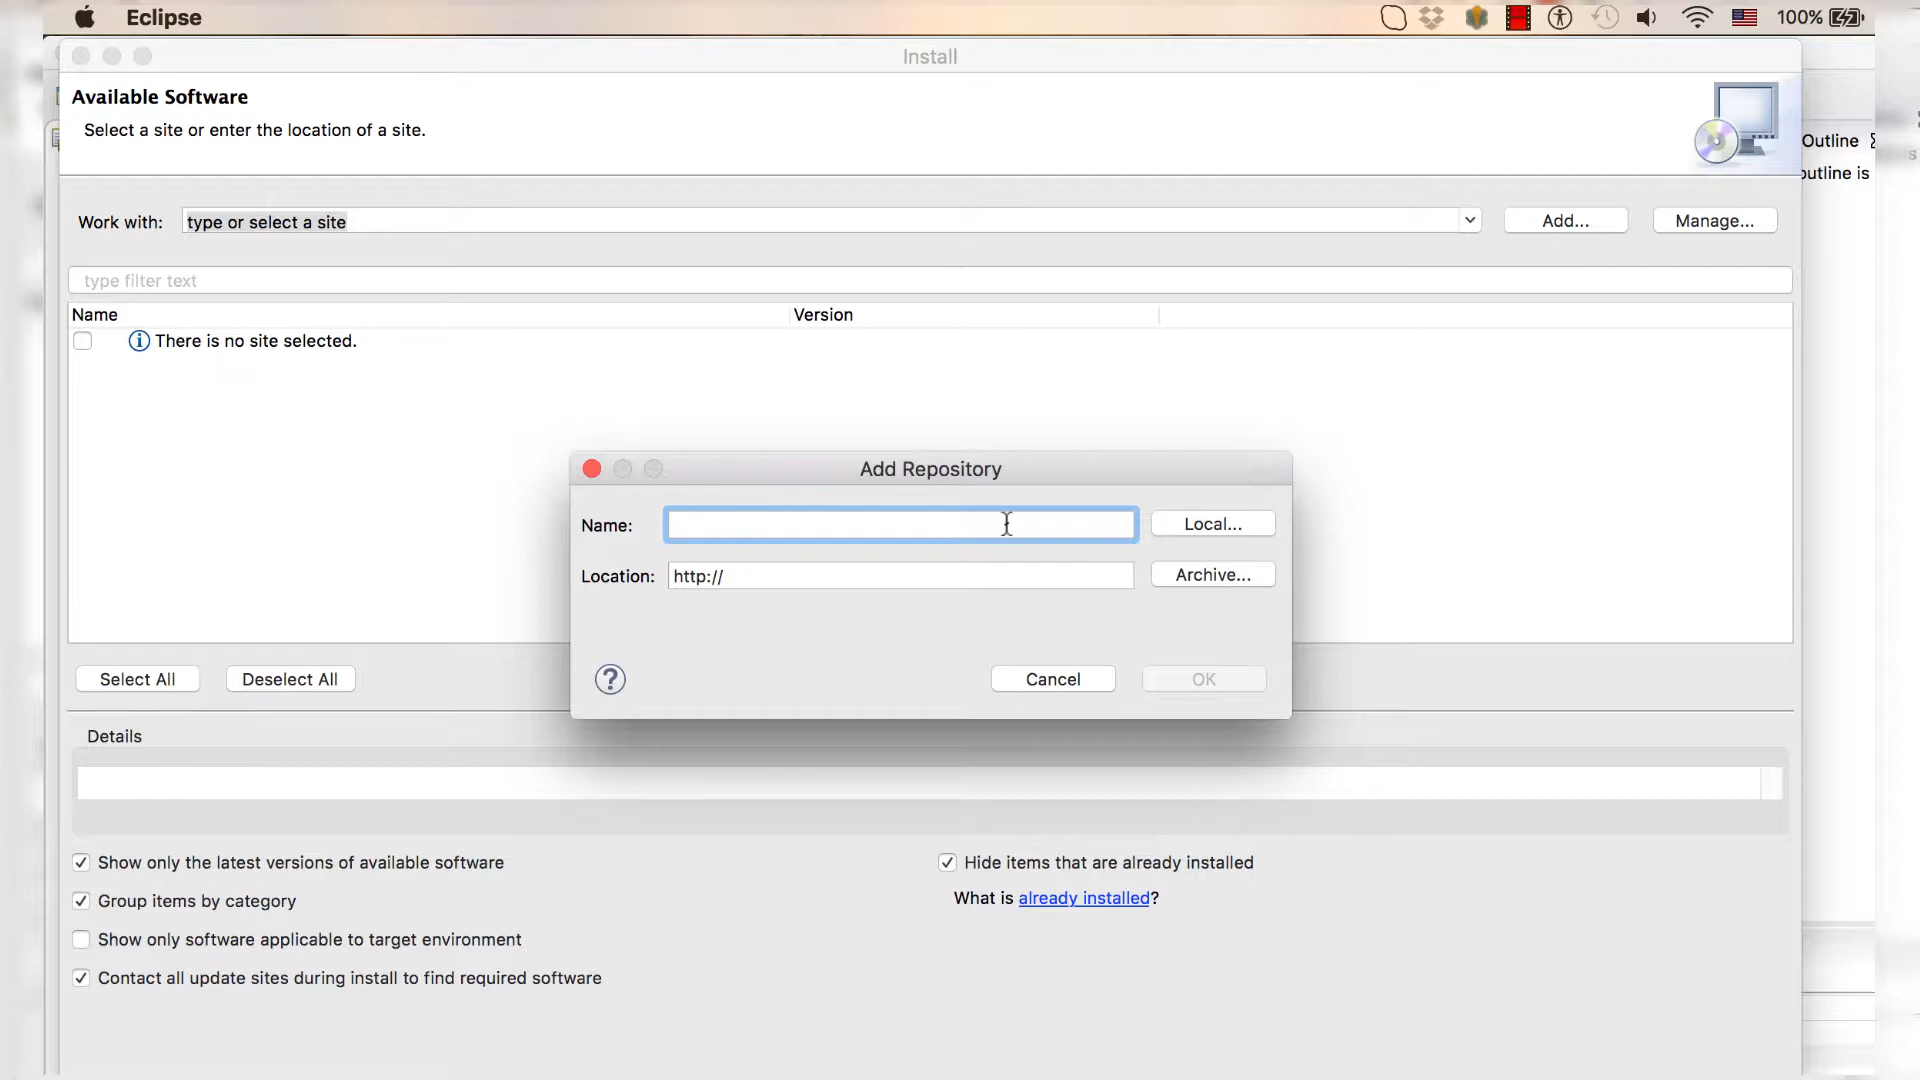 Eclipse
100%
Install
Available Software
Select a site or enter the location of a site.
Outline
outline is
Work with: type or select a site
Add... Manage...
type filter text
Name Version
There is no site selected.
Add Repository
Name: Local...
Location: http:// Archive...
? Cancel OK
Select All Deselect All
Details
Show only the latest versions of available software
Hide items that are already installed
Group items by category
What is already installed?
Show only software applicable to target environment
Contact all update sites during install to find required software